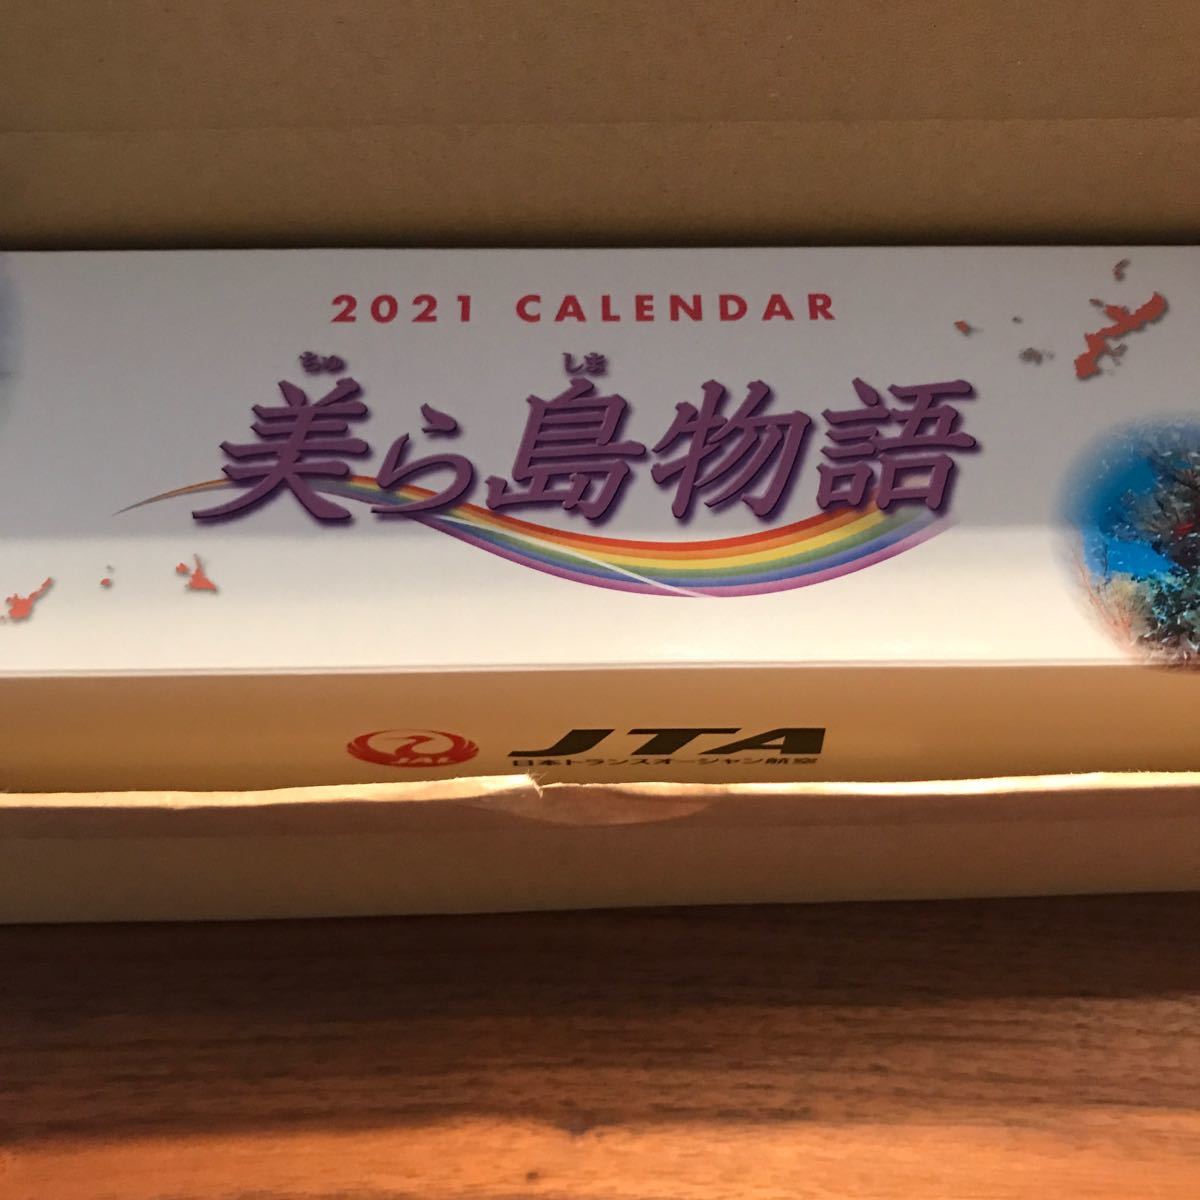 2021 CALENDAR
ちゅ しま
美ら島物語
JAL JTA
日本トランスオーシャン航空